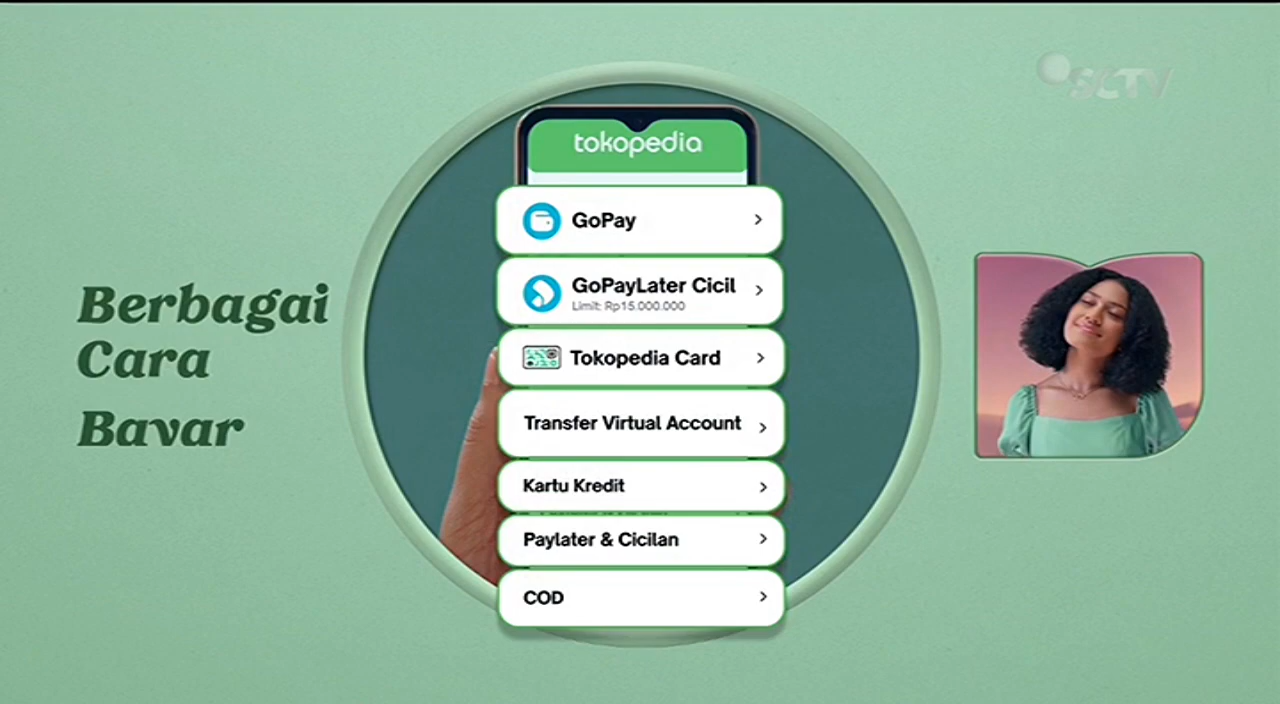 SCTV
tokopedia
GoPay
GoPayLater Cicil
Limit: Rp15.000.000
Tokopedia Card
Transfer Virtual Account
Kartu Kredit
Paylater & Cicilan
COD
Berbagai
Cara
Bayar